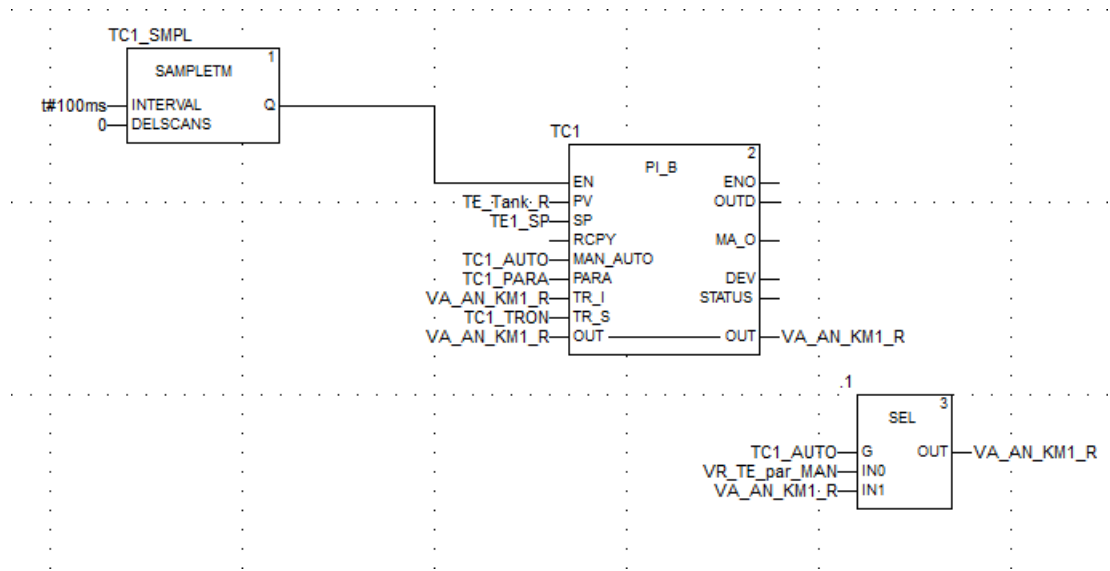 TC1_SMPL
1
SAMPLETM
t#100ms INTERVAL Q
0 DELSCANS
TC1
2
PI_B
EN ENO
TE_Tank_R PV OUTD
TE1_SP SP
RCPY MA_O
TC1_AUTO MAN_AUTO
TC1_PARA PARA DEV
VA_AN_KM1_R TR_I STATUS
TC1_TRON TR_S
VA_AN_KM1_R OUT OUT VA_AN_KM1_R
.1
3
SEL
TC1_AUTO G OUT VA_AN_KM1_R
VR_TE_par_MAN IN0
VA_AN_KM1_R IN1